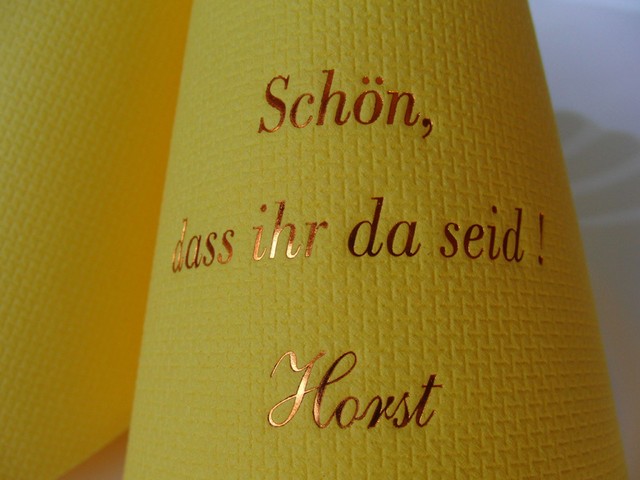 Schön,
dass ihr da seid !
Horst